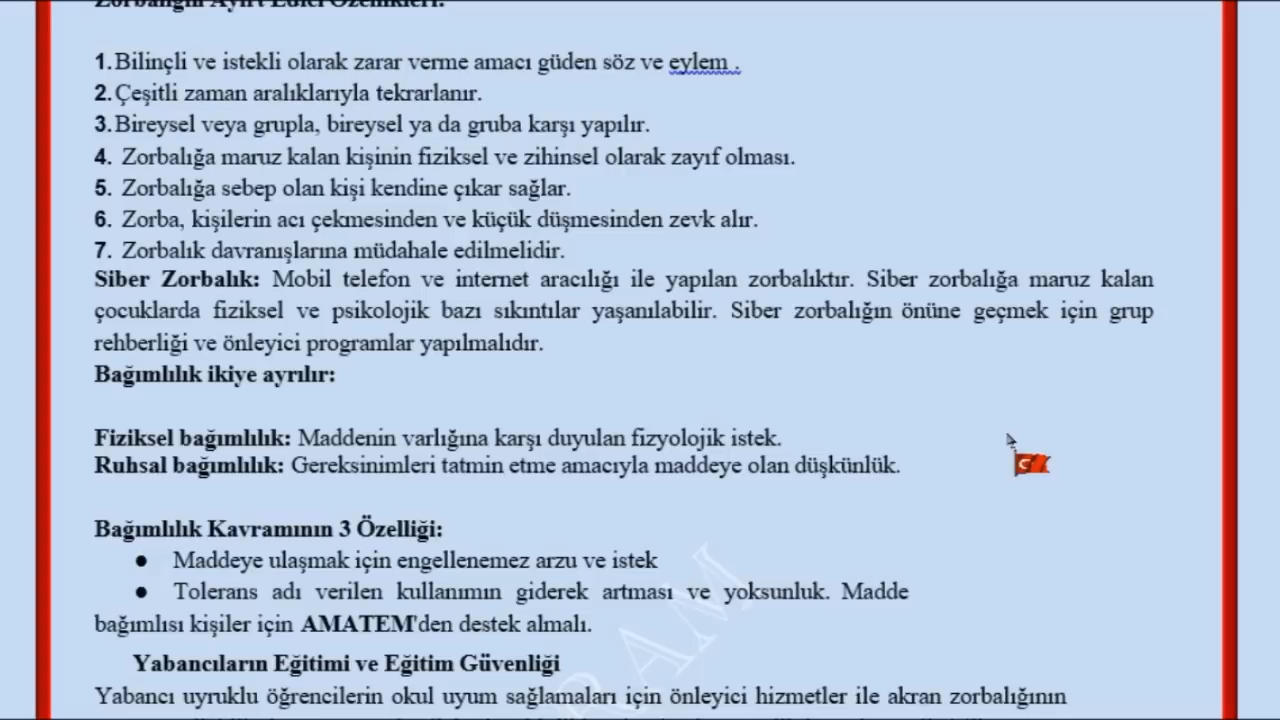 Zorbalığın Ayırt Edici Özellikleri:
1. Bilinçli ve istekli olarak zarar verme amacı güden söz ve eylem .
2. Çeşitli zaman aralıklarıyla tekrarlanır.
3. Bireysel veya grupla, bireysel ya da gruba karşı yapılır.
4. Zorbalığa maruz kalan kişinin fiziksel ve zihinsel olarak zayıf olması.
5. Zorbalığa sebep olan kişi kendine çıkar sağlar.
6. Zorba, kişilerin acı çekmesinden ve küçük düşmesinden zevk alır.
7. Zorbalık davranışlarına müdahale edilmelidir.
Siber Zorbalık: Mobil telefon ve internet aracılığı ile yapılan zorbalıktır. Siber zorbalığa maruz kalan
çocuklarda fiziksel ve psikolojik bazı sıkıntılar yaşanılabilir. Siber zorbalığın önüne geçmek için grup
rehberliği ve önleyici programlar yapılmalıdır.
Bağımlılık ikiye ayrılır:
Fiziksel bağımlılık: Maddenin varlığına karşı duyulan fizyolojik istek.
Ruhsal bağımlılık: Gereksinimleri tatmin etme amacıyla maddeye olan düşkünlük.
Bağımlılık Kavramının 3 Özelliği:
● Maddeye ulaşmak için engellenemez arzu ve istek
● Tolerans adı verilen kullanımın giderek artması ve yoksunluk. Madde
bağımlısı kişiler için AMATEM'den destek almalı.
Yabancıların Eğitimi ve Eğitim Güvenliği
Yabancı uyruklu öğrencilerin okul uyum sağlamaları için önleyici hizmetler ile akran zorbalığının